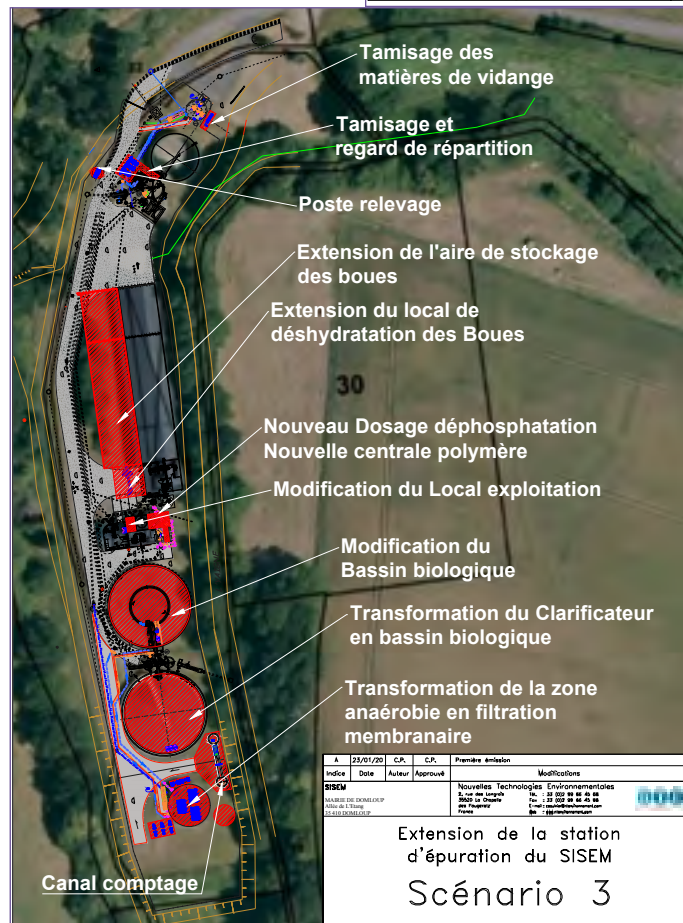 Tamisage des
matières de vidange
Tamisage et
regard de répartition
Poste relevage
Extension de l'aire de stockage
des boues
Extension du local de
déshydratation des Boues
30
Nouveau Dosage déphosphatation
Nouvelle centrale polymère
Modification du Local exploitation
Modification du
Bassin biologique
Transformation du Clarificateur
en bassin biologique
Transformation de la zone
anaérobie en filtration
membranaire
Canal comptage
A 23/01/20 C.P. C.P. Première émission
Indice Date Auteur Approuvé Modifications
SISEM
MAIRIE DE DOMLOUP
Allée de L'Etang
35410 DOMLOUP
Nouvelles Technologies Environnementales
France
Extension de la station
d'épuration du SISEM
Scénario 3